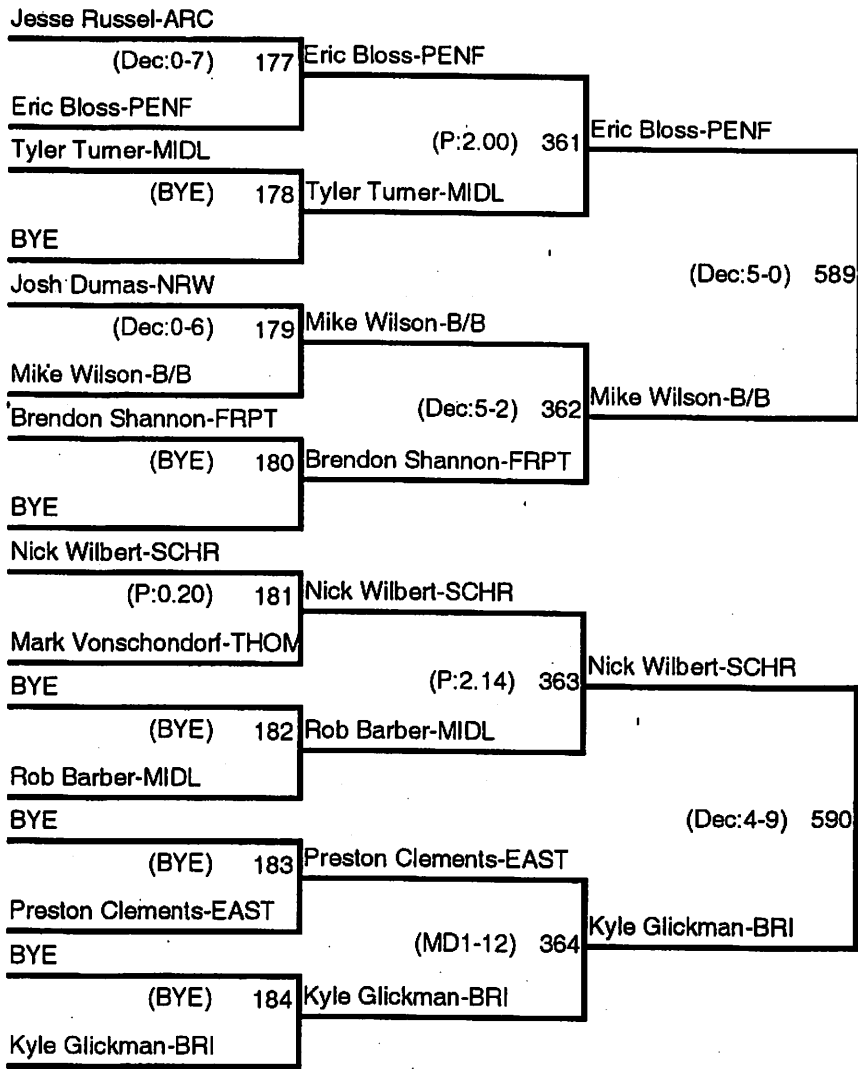 Jesse Russel-ARC
(Dec:0-7) 177 Eric Bloss-PENF
Eric Bloss-PENF
(P:2.00) 361 Eric Bloss-PENF
Tyler Turner-MIDL
(BYE) 178 Tyler Turner-MIDL
BYE
(Dec:5-0) 589
Josh Dumas-NRW
(Dec:0-6) 179 Mike Wilson-B/B
Mike Wilson-B/B
(Dec:5-2) 362 Mike Wilson-B/B
Brendon Shannon-FRPT
(BYE) 180 Brendon Shannon-FRPT
BYE
Nick Wilbert-SCHR
(P:0.20) 181 Nick Wilbert-SCHR
Mark Vonschondorf-THOM
(P:2.14) 363 Nick Wilbert-SCHR
BYE
(BYE) 182 Rob Barber-MIDL
Rob Barber-MIDL
BYE
(Dec:4-9) 590
(BYE) 183 Preston Clements-EAST
Preston Clements-EAST
(MD1-12) 364 Kyle Glickman-BRI
BYE
(BYE) 184 Kyle Glickman-BRI
Kyle Glickman-BRI